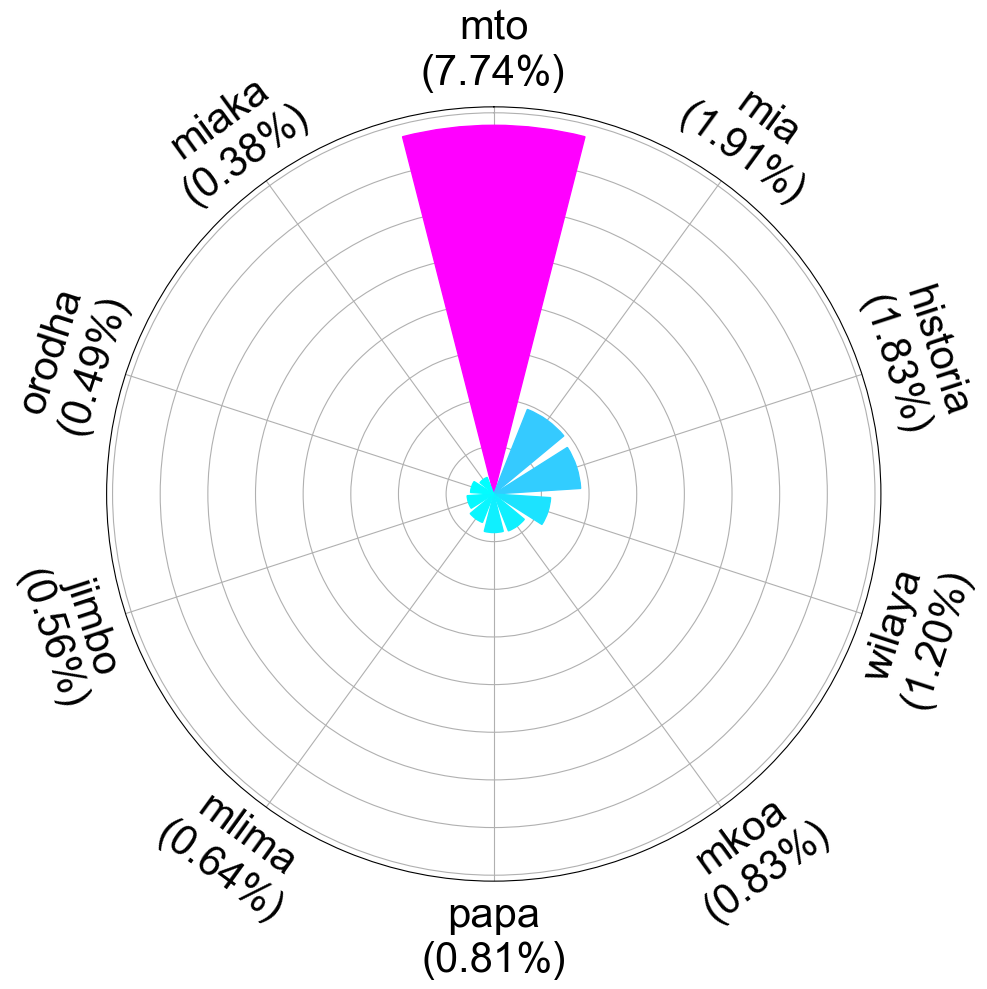 mto
(7.74%)
mia
(1.91%)
historia
(1.83%)
wilaya
(1.20%)
mkoa
(0.83%)
papa
(0.81%)
mlima
(0.64%)
jimbo
(0.56%)
orodha
(0.49%)
miaka
(0.38%)